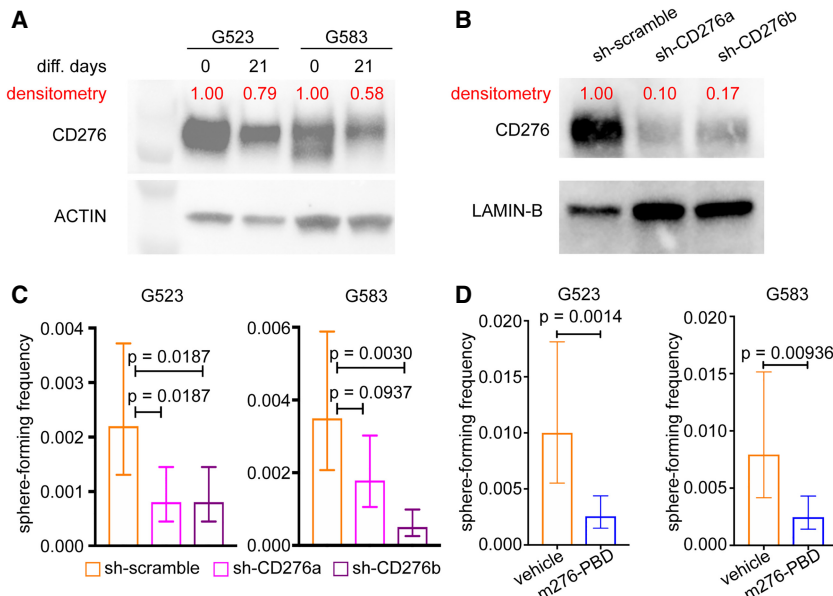 A
G523 G583
diff. days 0 21 0 21
densitometry 1.00 0.79 1.00 0.58
CD276
ACTIN
B
sh-scramble sh-CD276a sh-CD276b
densitometry 1.00 0.10 0.17
CD276
LAMIN-B
C
G523
sphere-forming frequency
0.004
0.003
0.002
0.001
0.000
p = 0.0187
p = 0.0187
G583
0.006
0.004
0.002
0.000
p = 0.0030
p = 0.0937
sh-scramble sh-CD276a sh-CD276b
D
G523
sphere-forming frequency
0.020
0.015
0.010
0.005
0.000
p = 0.0014
vehicle m276-PBD
G583
sphere-forming frequency
0.020
0.015
0.010
0.005
0.000
p = 0.00936
vehicle m276-PBD